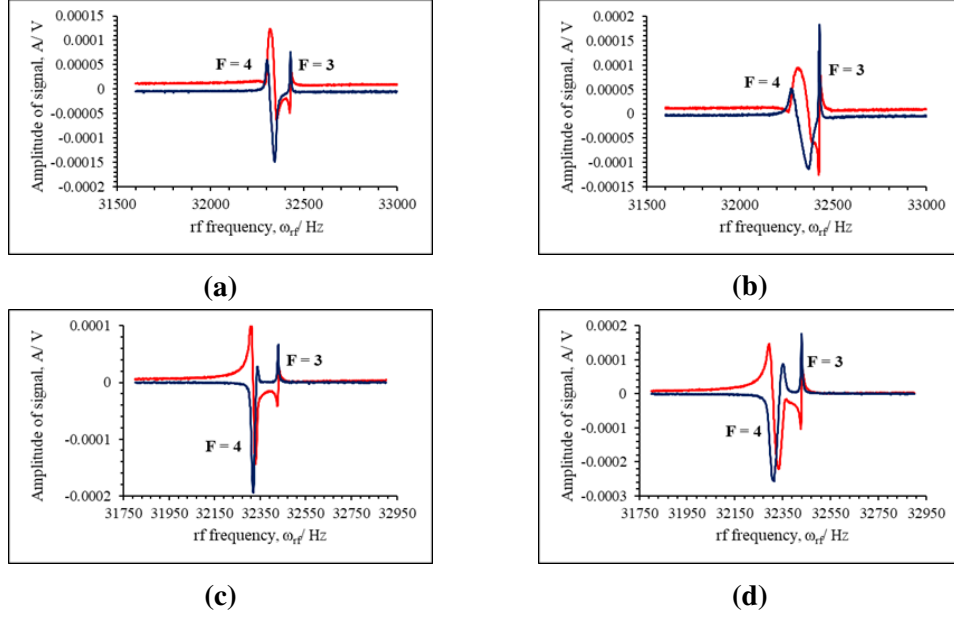 Amplitude of signal, A/ V
0.00015
0.0001
0.00005
0
-0.00005
-0.0001
-0.00015
-0.0002
F = 4
F = 3
31500
32000
32500
33000
rf frequency, ωrf/ Hz
(a)
Amplitude of signal, A/ V
0.0002
0.00015
0.0001
0.00005
0
-0.00005
-0.0001
-0.00015
F = 4
F = 3
31500
32000
32500
33000
rf frequency, ωrf/ Hz
(b)
Amplitude of signal, A/ V
0.0001
0
-0.0001
-0.0002
F = 3
F = 4
31750
31950
32150
32350
32550
32750
32950
rf frequency, ωrf/ Hz
(c)
Amplitude of signal, A/ V
0.0002
0.0001
0
-0.0001
-0.0002
-0.0003
F = 3
F = 4
31750
31950
32150
32350
32550
32750
32950
rf frequency, ωrf/ Hz
(d)